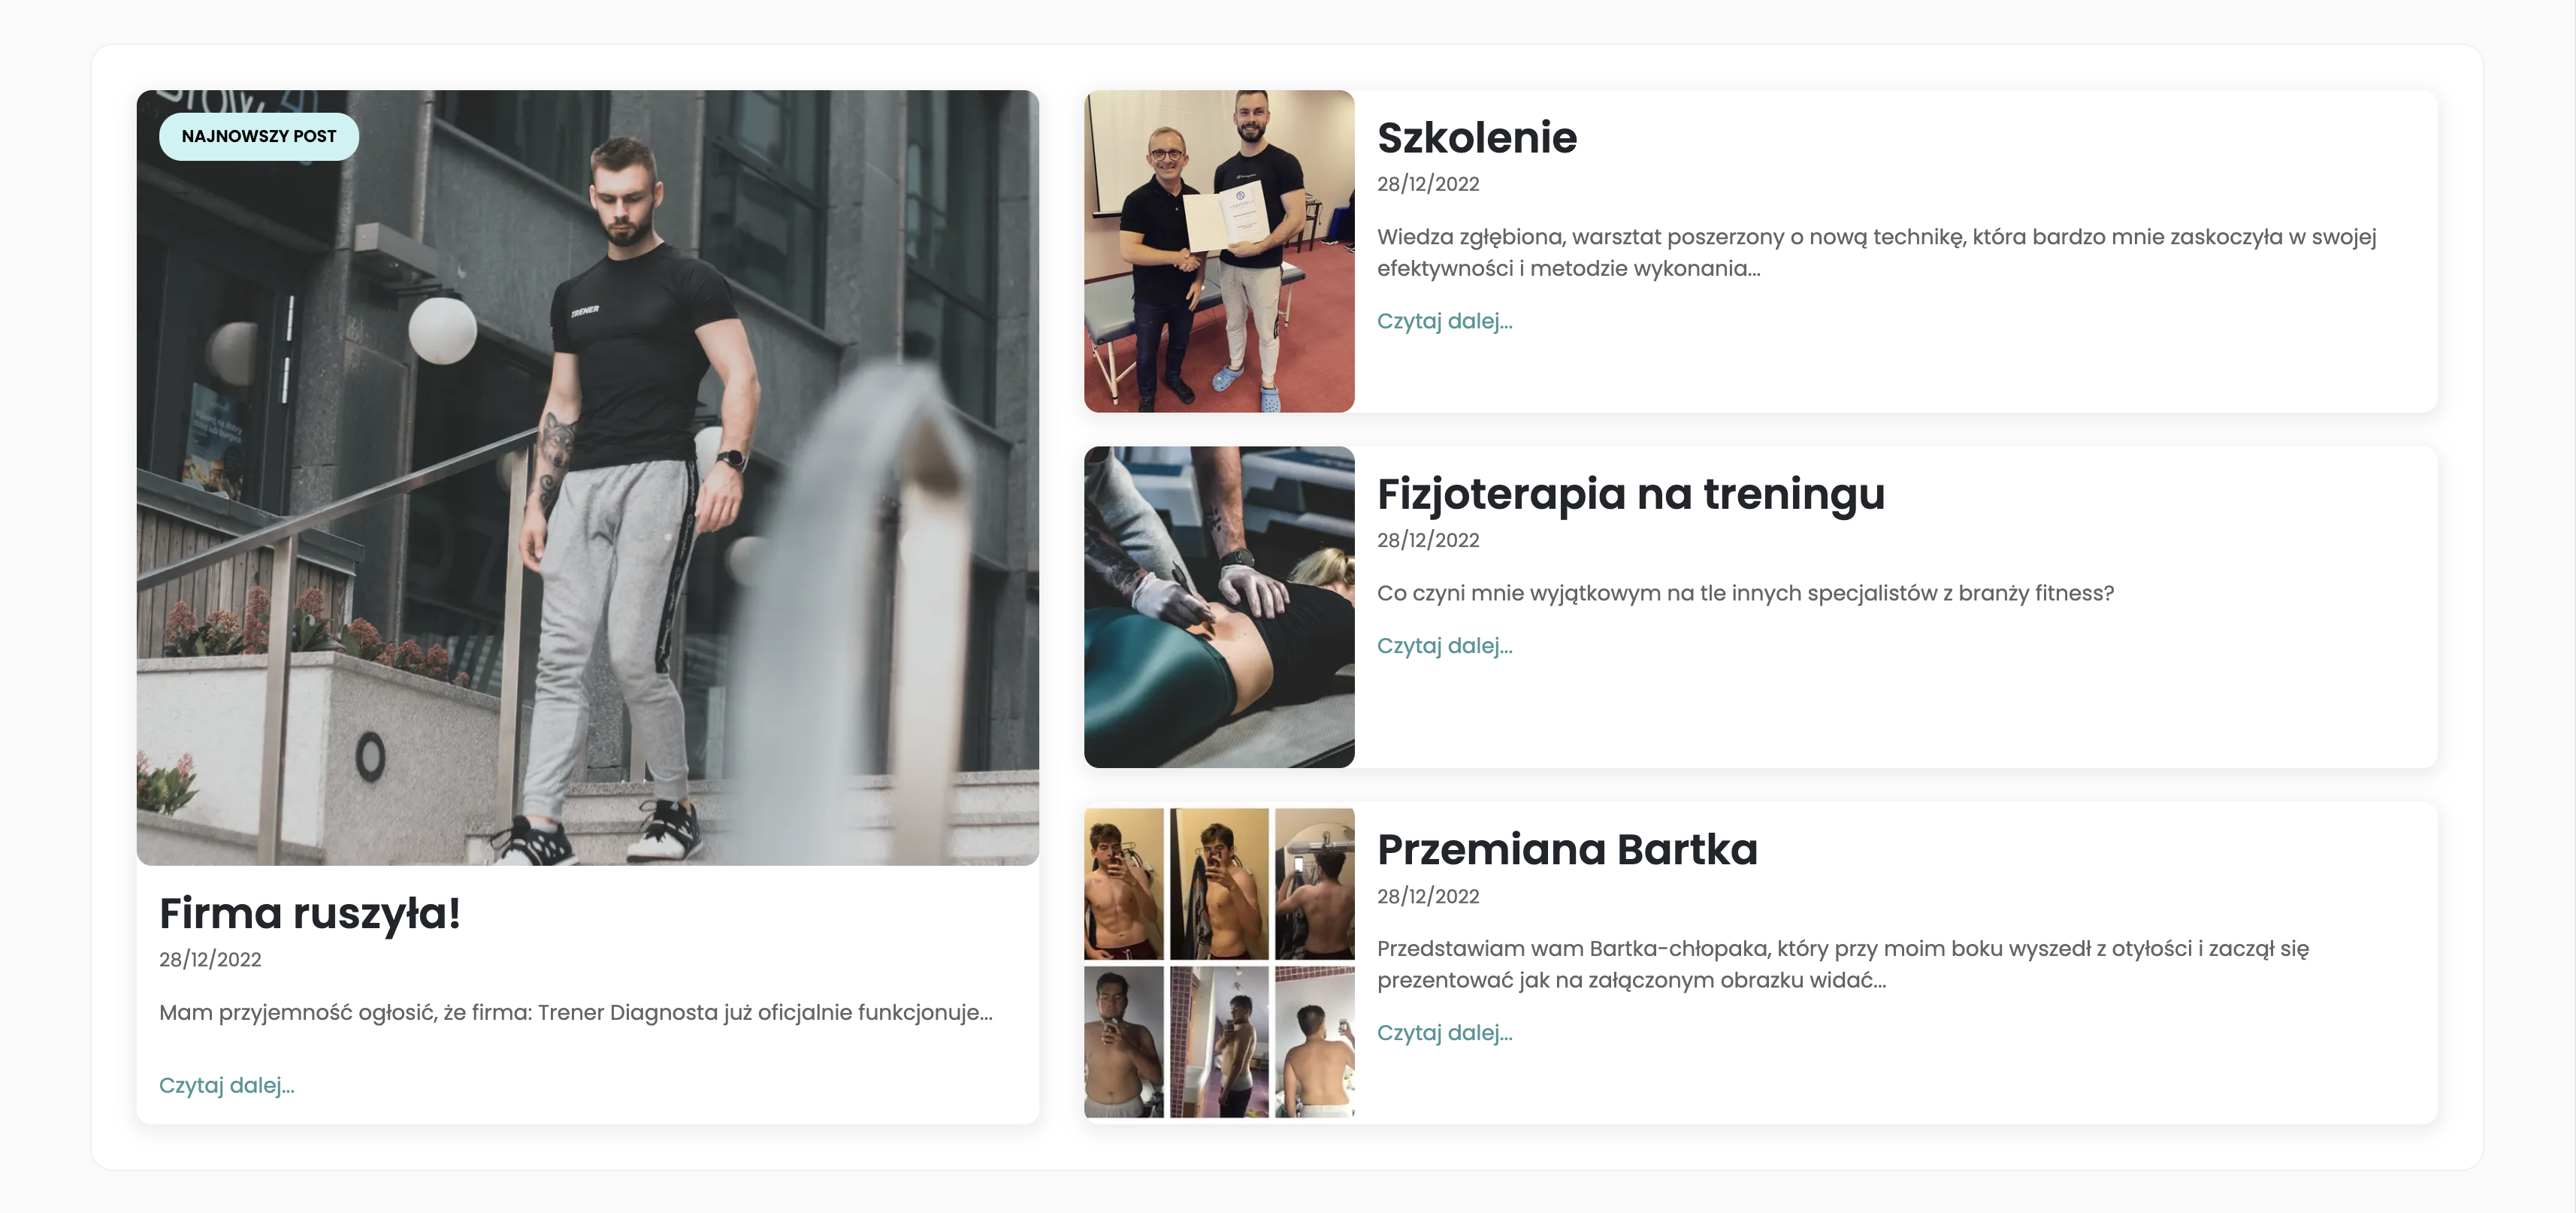 NAJNOWSZY POST
TRENER
Firma ruszyła!
28/12/2022
Mam przyjemność ogłosić, że firma: Trener Diagnosta już oficjalnie funkcjonuje...
Czytaj dalej...
Szkolenie
28/12/2022
Wiedza zgłębiona, warsztat poszerzony o nową technikę, która bardzo mnie zaskoczyła w swojej
efektywności i metodzie wykonania...
Czytaj dalej...
Fizjoterapia na treningu
28/12/2022
Co czyni mnie wyjątkowym na tle innych specjalistów z branży fitness?
Czytaj dalej...
Przemiana Bartka
28/12/2022
Przedstawiam wam Bartka-chłopaka, który przy moim boku wyszedł z otyłości i zaczął się
prezentować jak na załączonym obrazku widać...
Czytaj dalej...